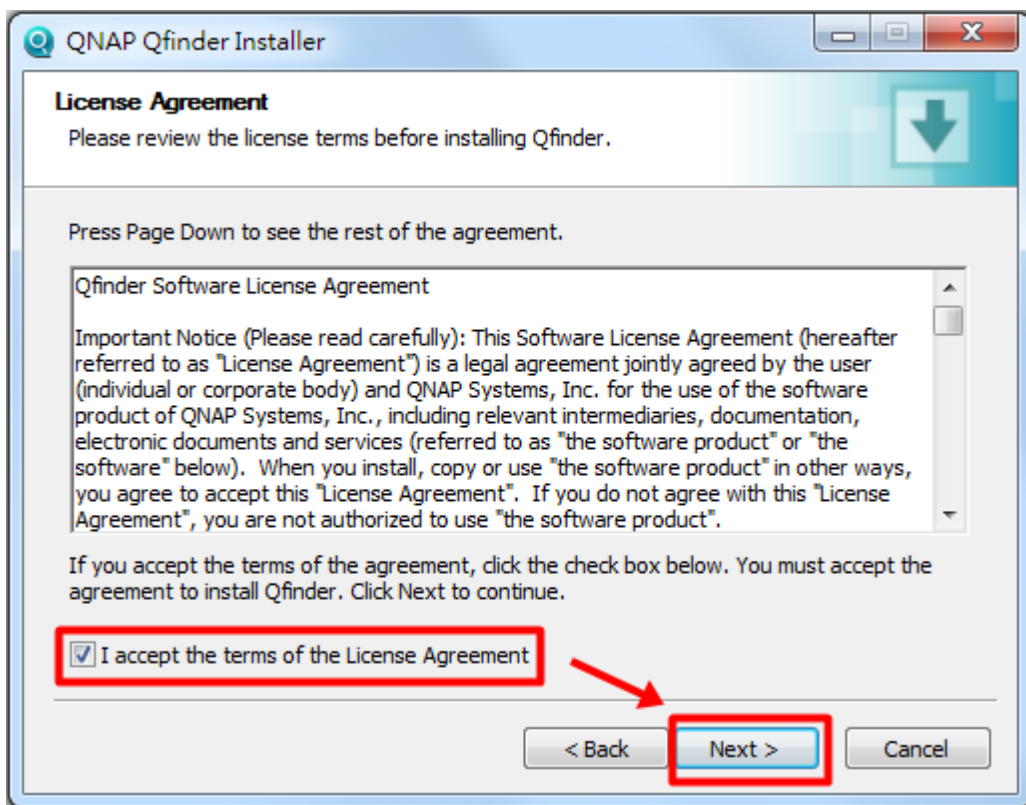 QNAP Qfinder Installer
License Agreement
Please review the license terms before installing Qfinder.
Press Page Down to see the rest of the agreement.
Qfinder Software License Agreement
Important Notice (Please read carefully): This Software License Agreement (hereafter
referred to as "License Agreement") is a legal agreement jointly agreed by the user
(individual or corporate body) and QNAP Systems, Inc. for the use of the software
product of QNAP Systems, Inc., including relevant intermediaries, documentation,
electronic documents and services (referred to as "the software product" or "the
software" below).  When you install, copy or use "the software product" in other ways,
you agree to accept this "License Agreement".  If you do not agree with this "License
Agreement", you are not authorized to use "the software product".
If you accept the terms of the agreement, click the check box below. You must accept the
agreement to install Qfinder. Click Next to continue.
I accept the terms of the License Agreement
< Back Next > Cancel